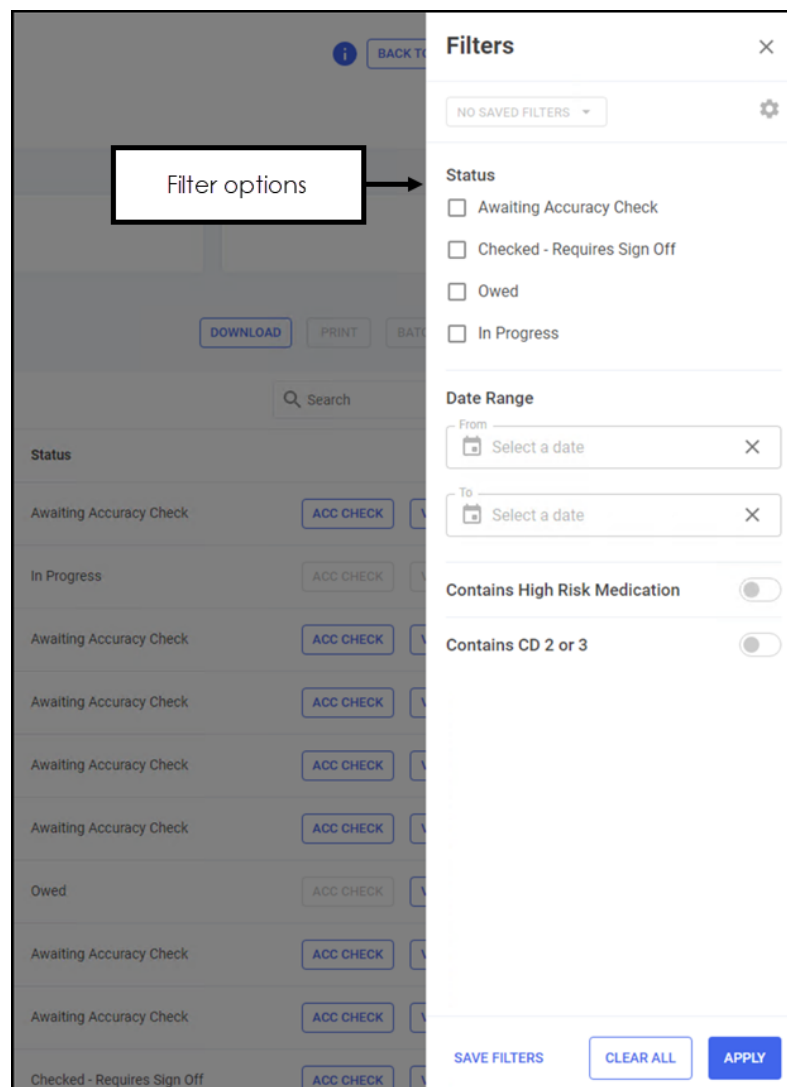 BACK TO
Filters
NO SAVED FILTERS
Filter options
Status
Awaiting Accuracy Check
Checked - Requires Sign Off
Owed
In Progress
DOWNLOAD PRINT BATC
Search
Date Range
From
Select a date
To
Select a date
Contains High Risk Medication
Contains CD 2 or 3
Status
Awaiting Accuracy Check ACC CHECK V
In Progress ACC CHECK V
Awaiting Accuracy Check ACC CHECK V
Awaiting Accuracy Check ACC CHECK V
Awaiting Accuracy Check ACC CHECK V
Awaiting Accuracy Check ACC CHECK V
Owed ACC CHECK V
Awaiting Accuracy Check ACC CHECK V
Awaiting Accuracy Check ACC CHECK V
Checked - Requires Sign Off ACC CHECK V
SAVE FILTERS CLEAR ALL APPLY